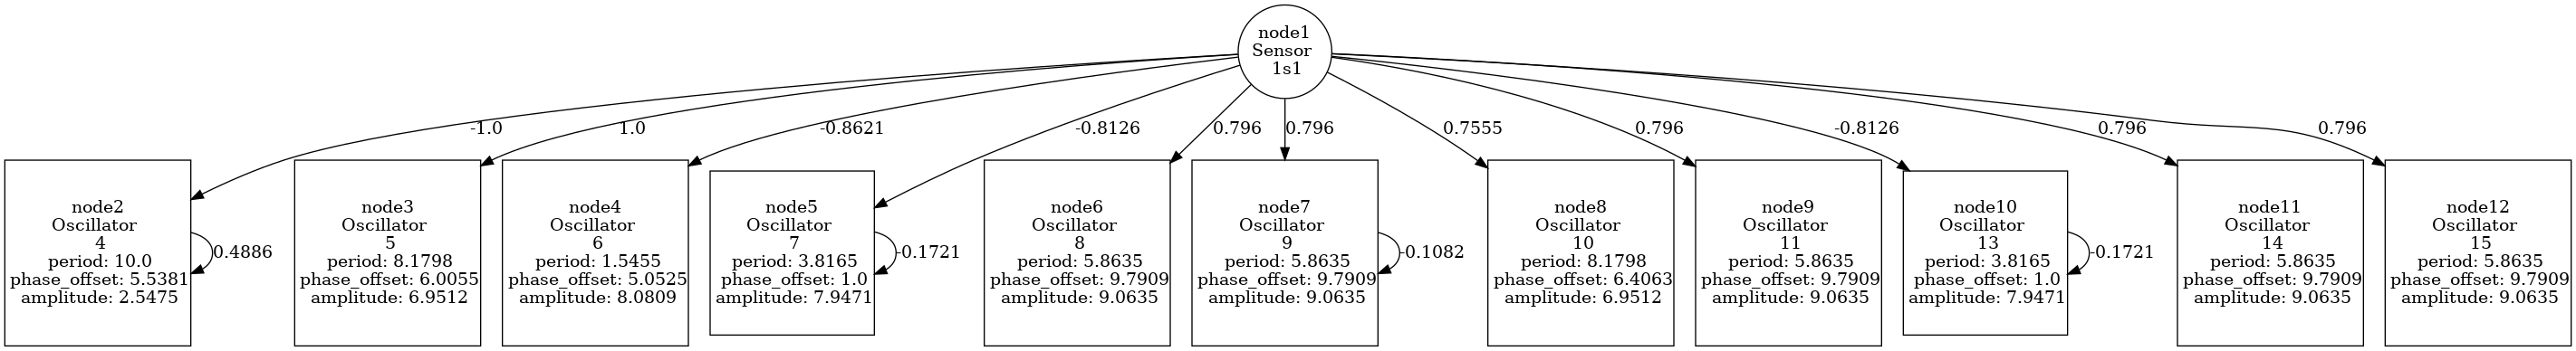 node1
Sensor
1s1
-1.0
1.0
-0.8621
-0.8126
0.796
0.796
0.7555
0.796
-0.8126
0.796
0.796
node2
Oscillator
4
period: 10.0
phase_offset: 5.5381
amplitude: 2.5475
0.4886
node3
Oscillator
5
period: 8.1798
phase_offset: 6.0055
amplitude: 6.9512
node4
Oscillator
6
period: 1.5455
phase_offset: 5.0525
amplitude: 8.0809
node5
Oscillator
7
period: 3.8165
phase_offset: 1.0
amplitude: 7.9471
-0.1721
node6
Oscillator
8
period: 5.8635
phase_offset: 9.7909
amplitude: 9.0635
node7
Oscillator
9
period: 5.8635
phase_offset: 9.7909
amplitude: 9.0635
-0.1082
node8
Oscillator
10
period: 8.1798
phase_offset: 6.4063
amplitude: 6.9512
node9
Oscillator
11
period: 5.8635
phase_offset: 9.7909
amplitude: 9.0635
node10
Oscillator
13
period: 3.8165
phase_offset: 1.0
amplitude: 7.9471
-0.1721
node11
Oscillator
14
period: 5.8635
phase_offset: 9.7909
amplitude: 9.0635
node12
Oscillator
15
period: 5.8635
phase_offset: 9.7909
amplitude: 9.0635